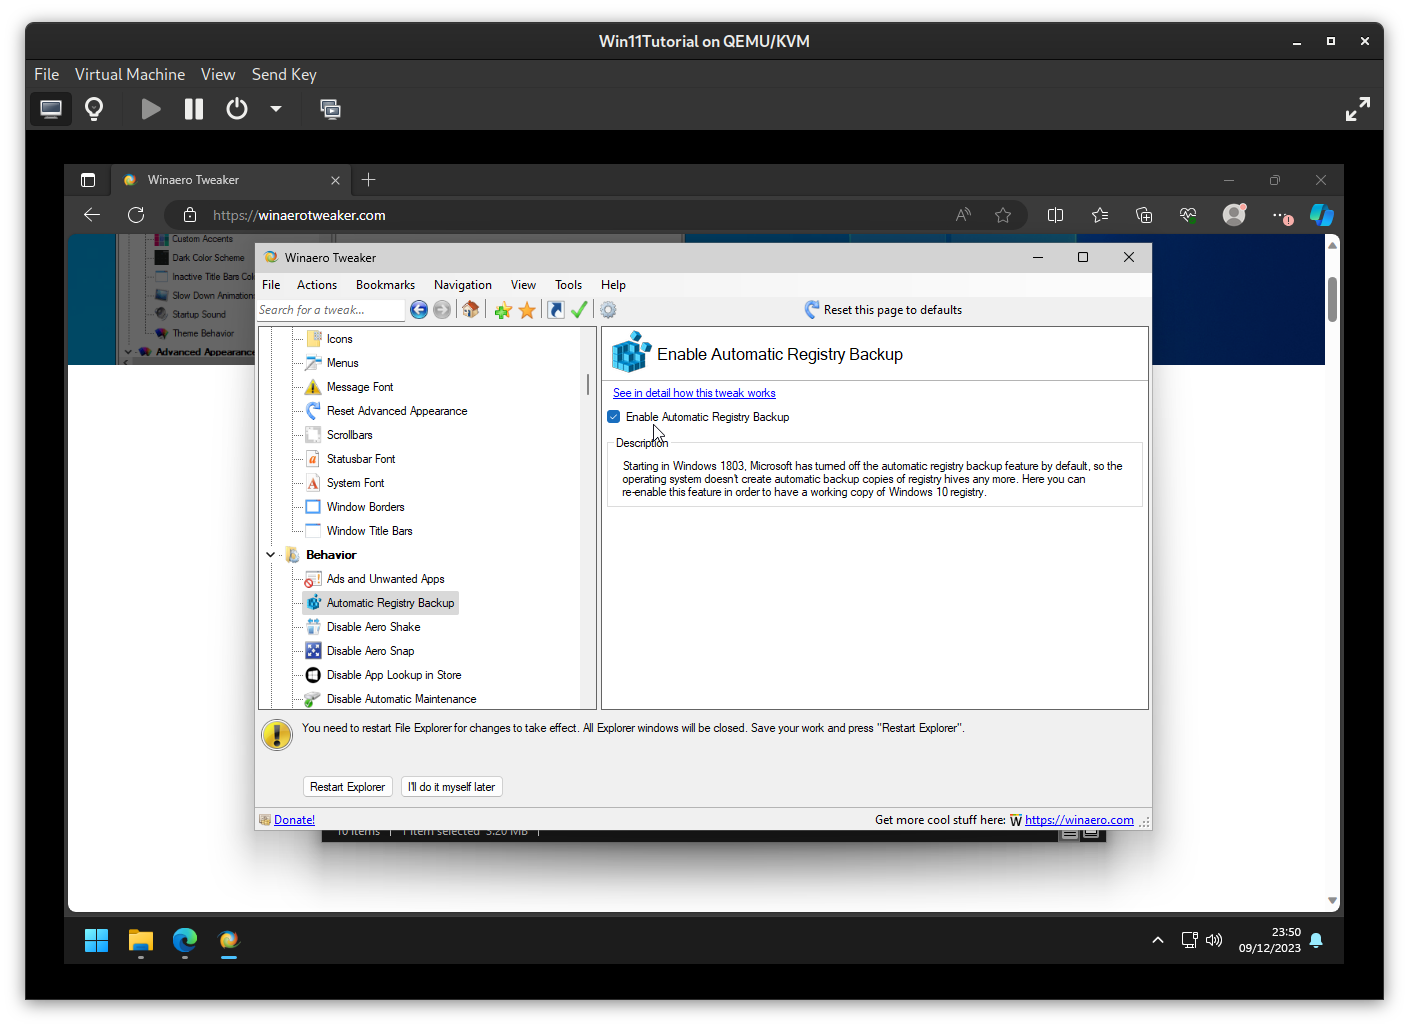 Win11Tutorial on QEMU/KVM
File Virtual Machine View Send Key
Winaero Tweaker
https://winaerotweaker.com
Custom Accents
Dark Color Scheme
Inactive Title Bars Col
Slow Down Animation
Startup Sound
Theme Behavior
Advanced Appearance
Winaero Tweaker
File Actions Bookmarks Navigation View Tools Help
Search for a tweak...
Reset this page to defaults
Icons
Menus
Message Font
Reset Advanced Appearance
Scrollbars
Statusbar Font
System Font
Window Borders
Window Title Bars
Behavior
Ads and Unwanted Apps
Automatic Registry Backup
Disable Aero Shake
Disable Aero Snap
Disable App Lookup in Store
Disable Automatic Maintenance
Enable Automatic Registry Backup
See in detail how this tweak works
Enable Automatic Registry Backup
Description
Starting in Windows 1803, Microsoft has turned off the automatic registry backup feature by default, so the
operating system doesn't create automatic backup copies of registry hives any more. Here you can
re-enable this feature in order to have a working copy of Windows 10 registry.
You need to restart File Explorer for changes to take effect. All Explorer windows will be closed. Save your work and press "Restart Explorer".
Restart Explorer
I'll do it myself later
Donate!
Get more cool stuff here: W https://winaero.com
10 items 1 item selected 3.20 MB
23:50
09/12/2023